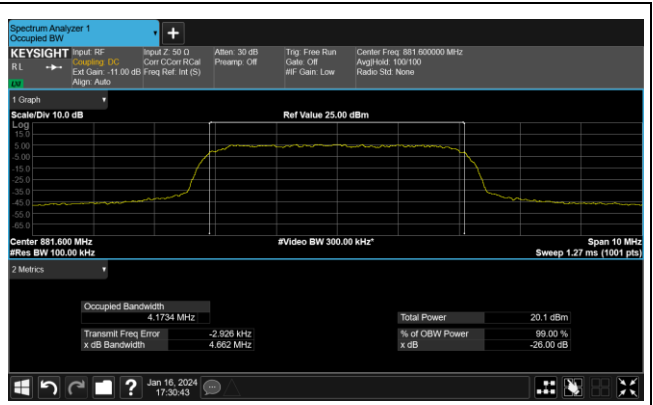 Spectrum Analyzer 1
Occupied BW
+
KEYSIGHT Input: RF Input Z: 50 Ω Atten: 30 dB Trig: Free Run Center Freq: 881.600000 MHz
RL Coupling: DC Corr CCorr RCal Preamp: Off Gate: Off Avg|Hold: 100/100
Ext Gain: -11.00 dB Freq Ref: Int (S) #IF Gain: Low Radio Std: None
LM Align: Auto
1 Graph
Scale/Div 10.0 dB Ref Value 25.00 dBm
Log
15.0
5.00
-5.00
-15.0
-25.0
-35.0
-45.0
-55.0
-65.0
Center 881.600 MHz #Video BW 300.00 kHz* Span 10 MHz
#Res BW 100.00 kHz Sweep 1.27 ms (1001 pts)
2 Metrics
Occupied Bandwidth
4.1734 MHz Total Power 20.1 dBm
Transmit Freq Error -2.926 kHz % of OBW Power 99.00 %
x dB Bandwidth 4.662 MHz x dB -26.00 dB
? Jan 16, 2024
17:30:43